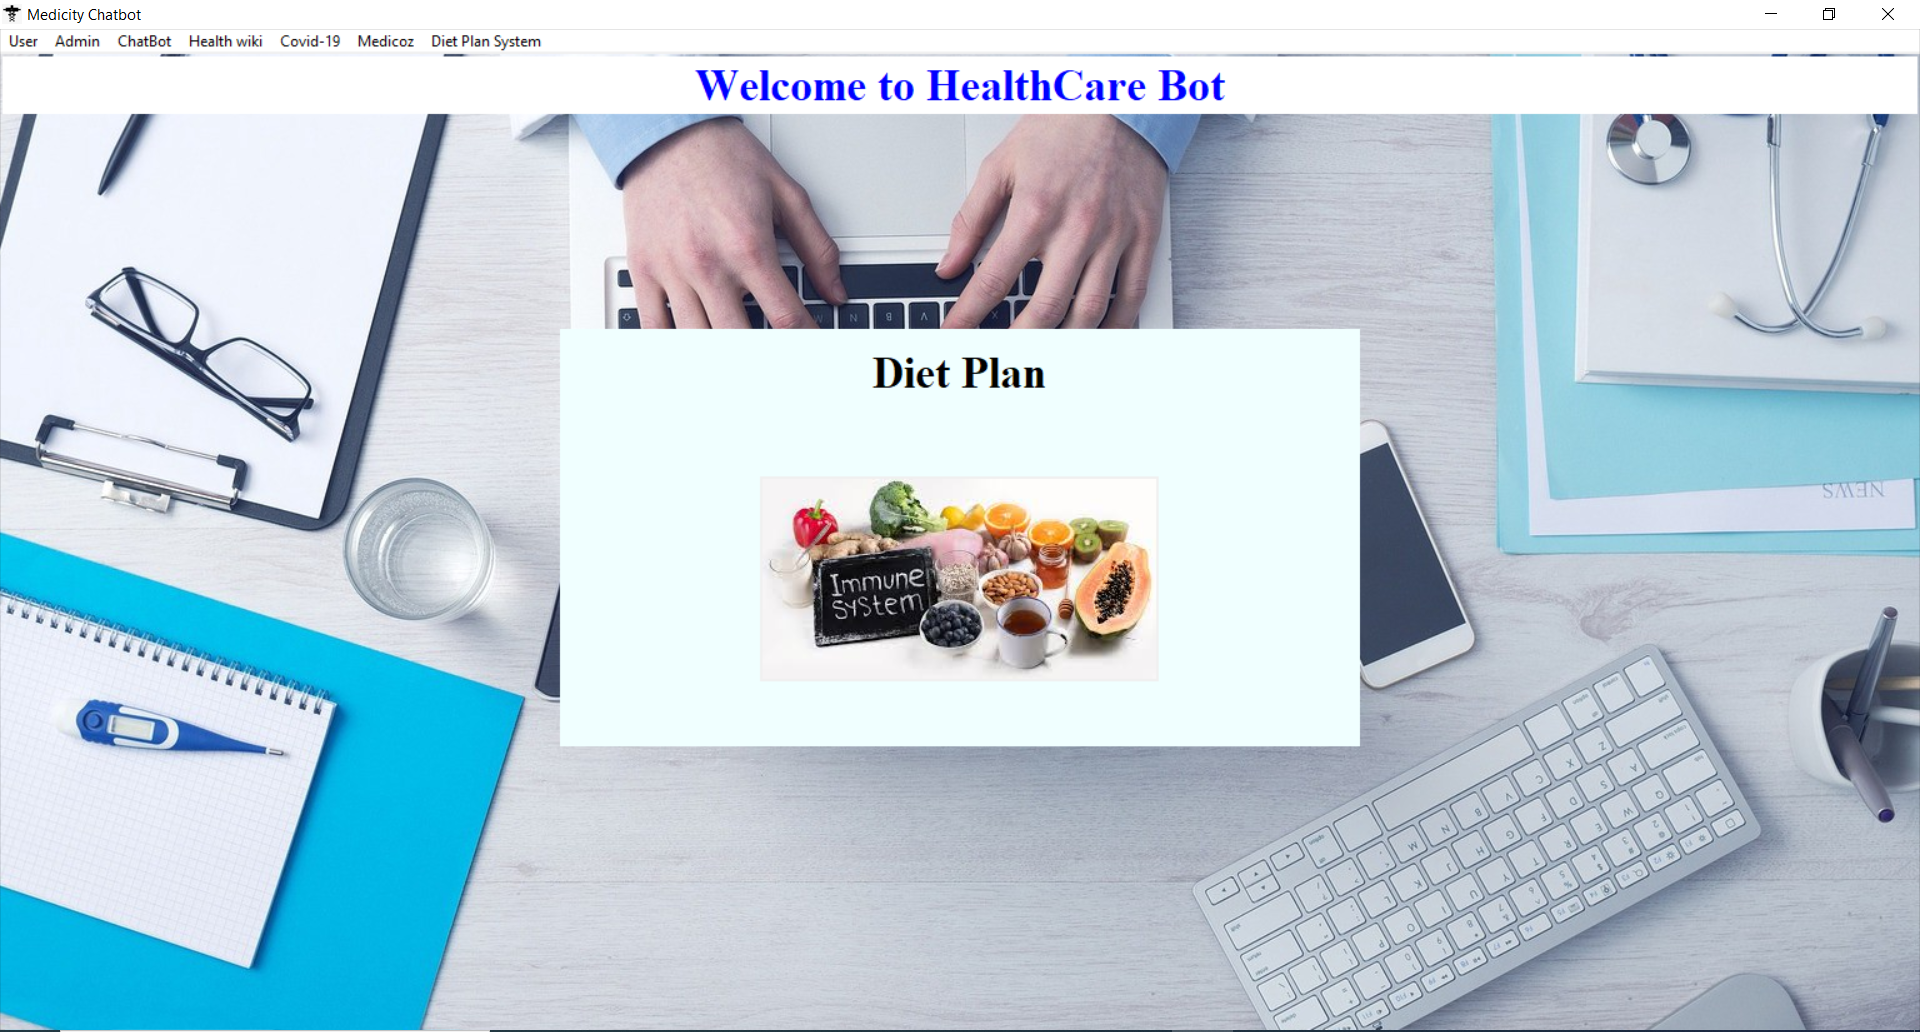 Medicity Chatbot
User Admin ChatBot Health wiki Covid-19 Medicoz Diet Plan System
Welcome to HealthCare Bot
Diet Plan
NEWS
Immune
SYSTEM